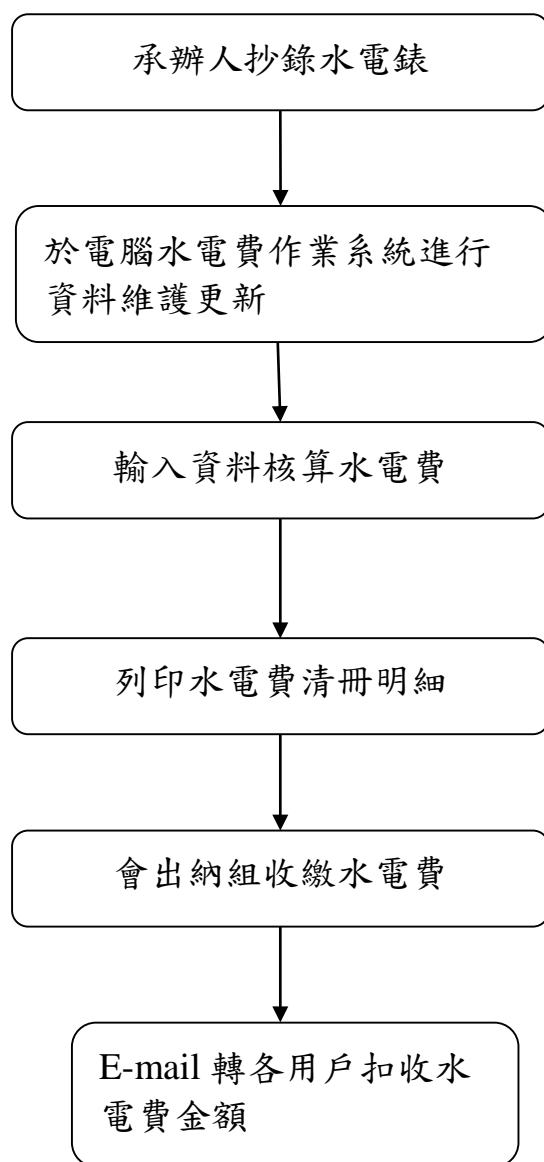 承辦人抄錄水電錶
於電腦水電費作業系統進行
資料維護更新
輸入資料核算水電費
列印水電費清冊明細
會出納組收繳水電費
E-mail 轉各用戶扣收水
電費金額